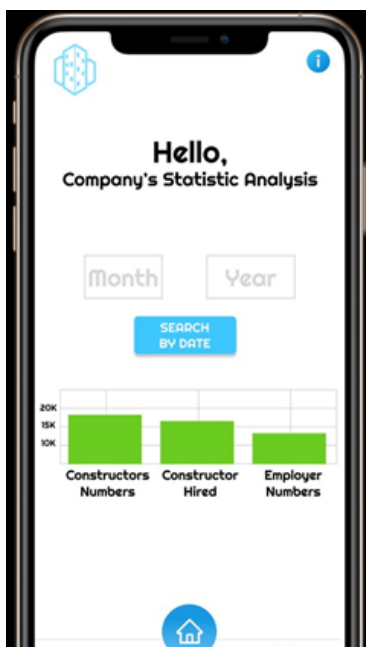 i
Hello,
Company's Statistic Analysis
Month Year
SEARCH
BY DATE
20K
15K
10K
Constructors Constructor Employer
Numbers Hired Numbers